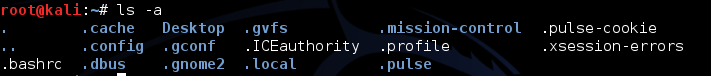 root@kali:~# ls -a
. .cache Desktop .gvfs .mission-control .pulse-cookie
.. .config .gconf .ICEauthority .profile .xsession-errors
.bashrc .dbus .gnome2 .local .pulse